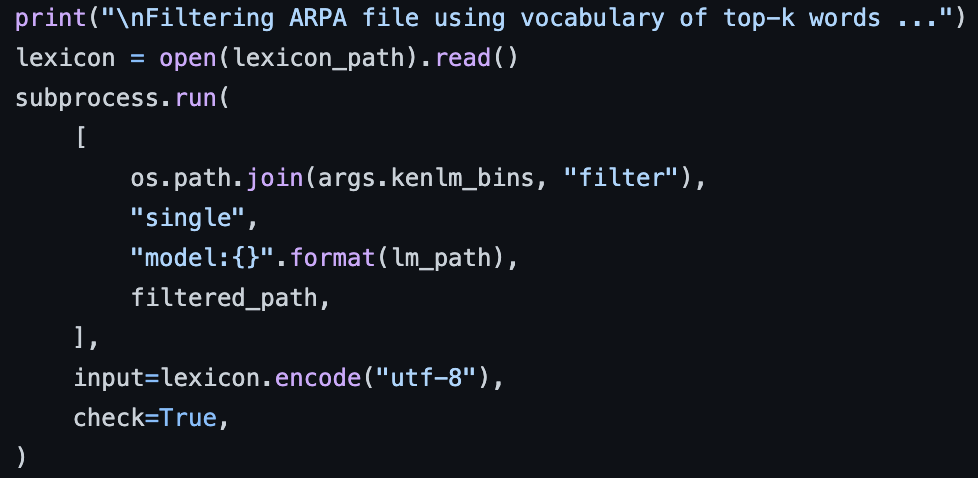 print("\nFiltering ARPA file using vocabulary of top-k words ...")
lexicon = open(lexicon_path).read()
subprocess.run(
    [
        os.path.join(args.kenlm_bins, "filter"),
        "single",
        "model:{}".format(lm_path),
        filtered_path,
    ],
    input=lexicon.encode("utf-8"),
    check=True,
)